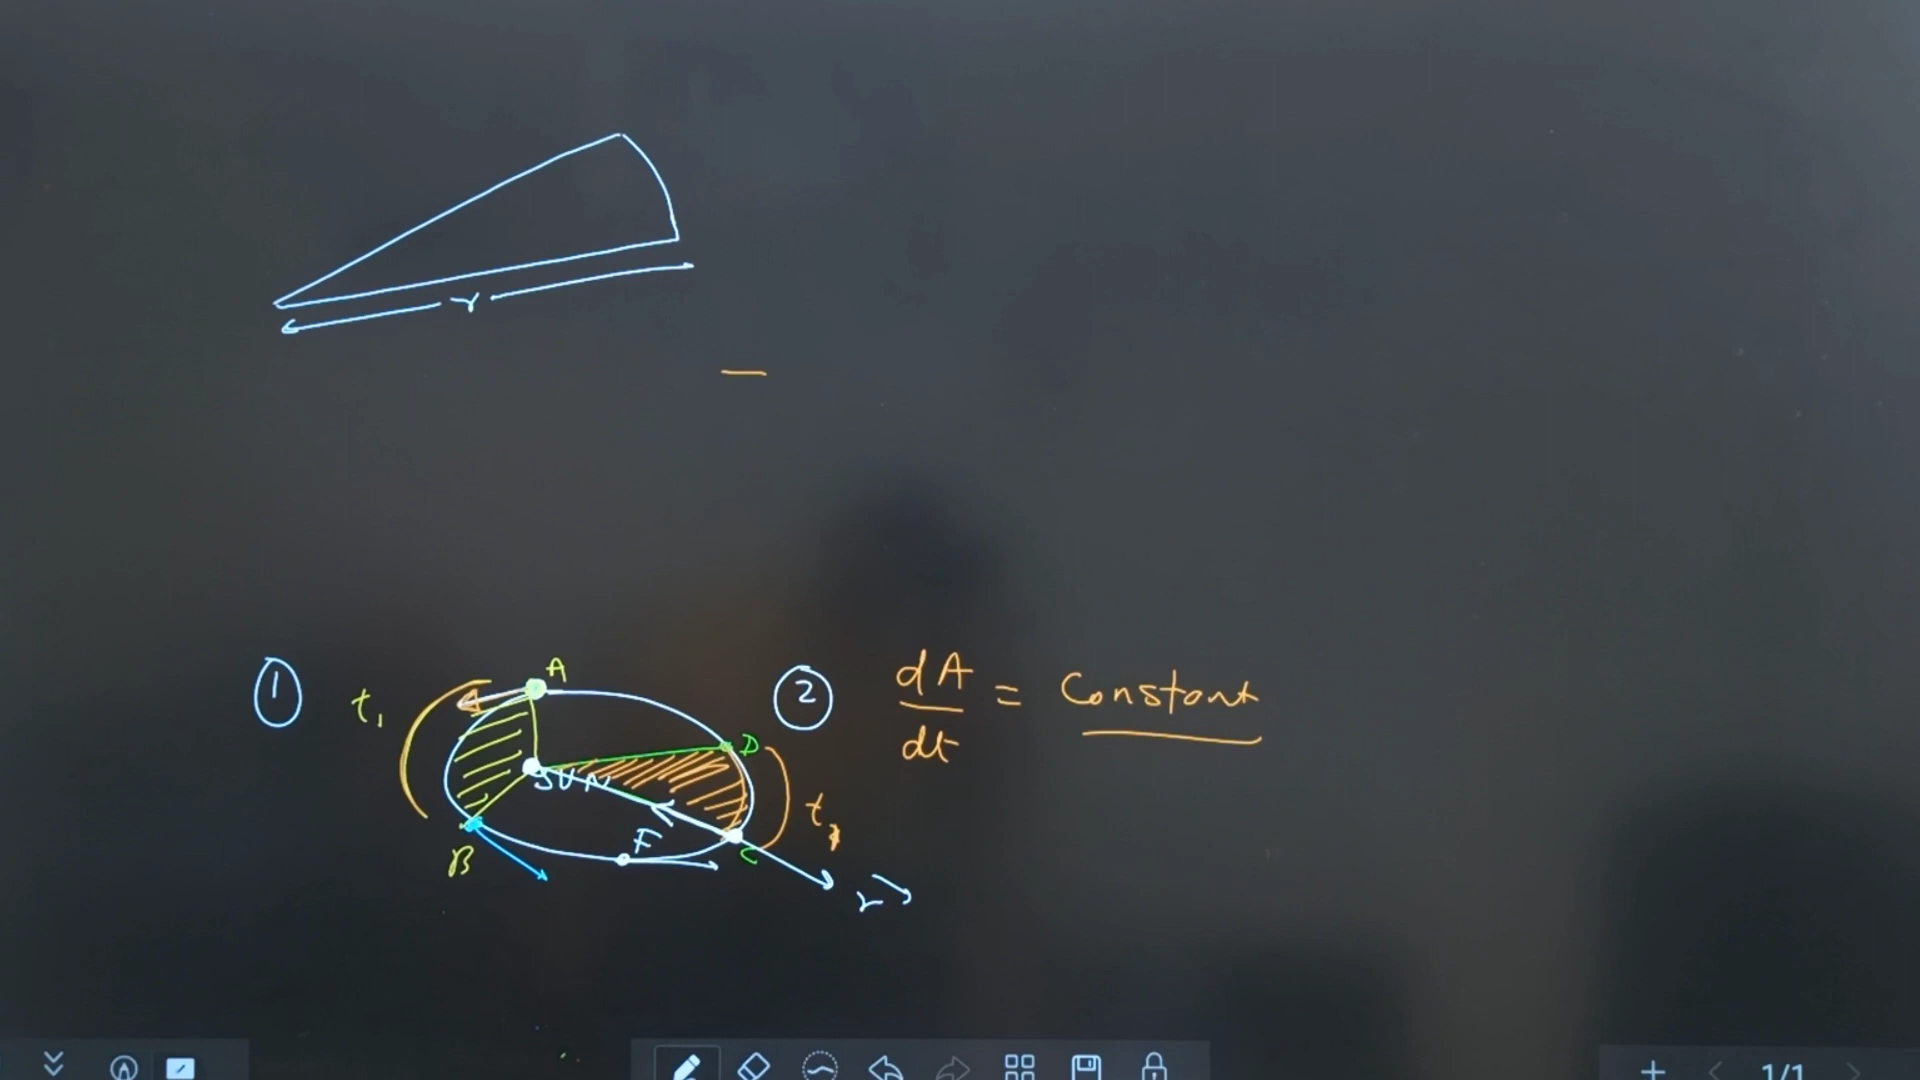 r
① t₁ A
② dA/dt = Constant
D
SUN
t₂
F
B
C
r⃗
1/1